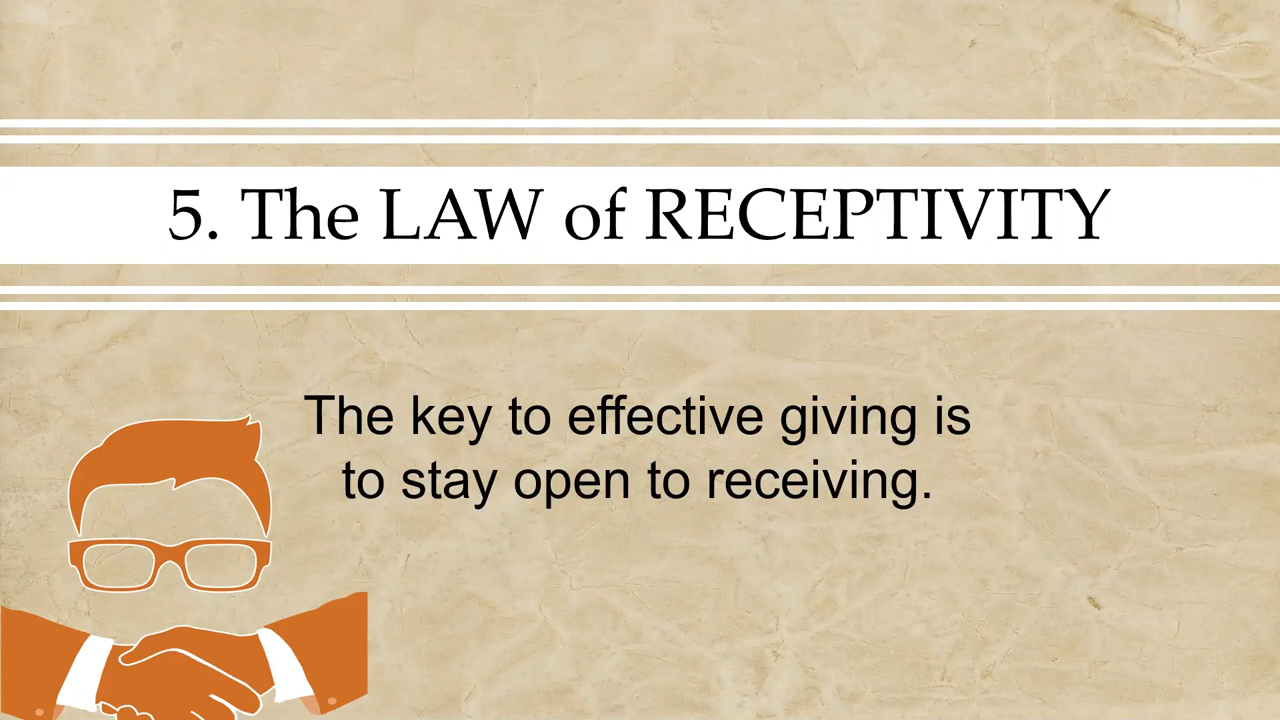 5. The LAW of RECEPTIVITY
The key to effective giving is
to stay open to receiving.